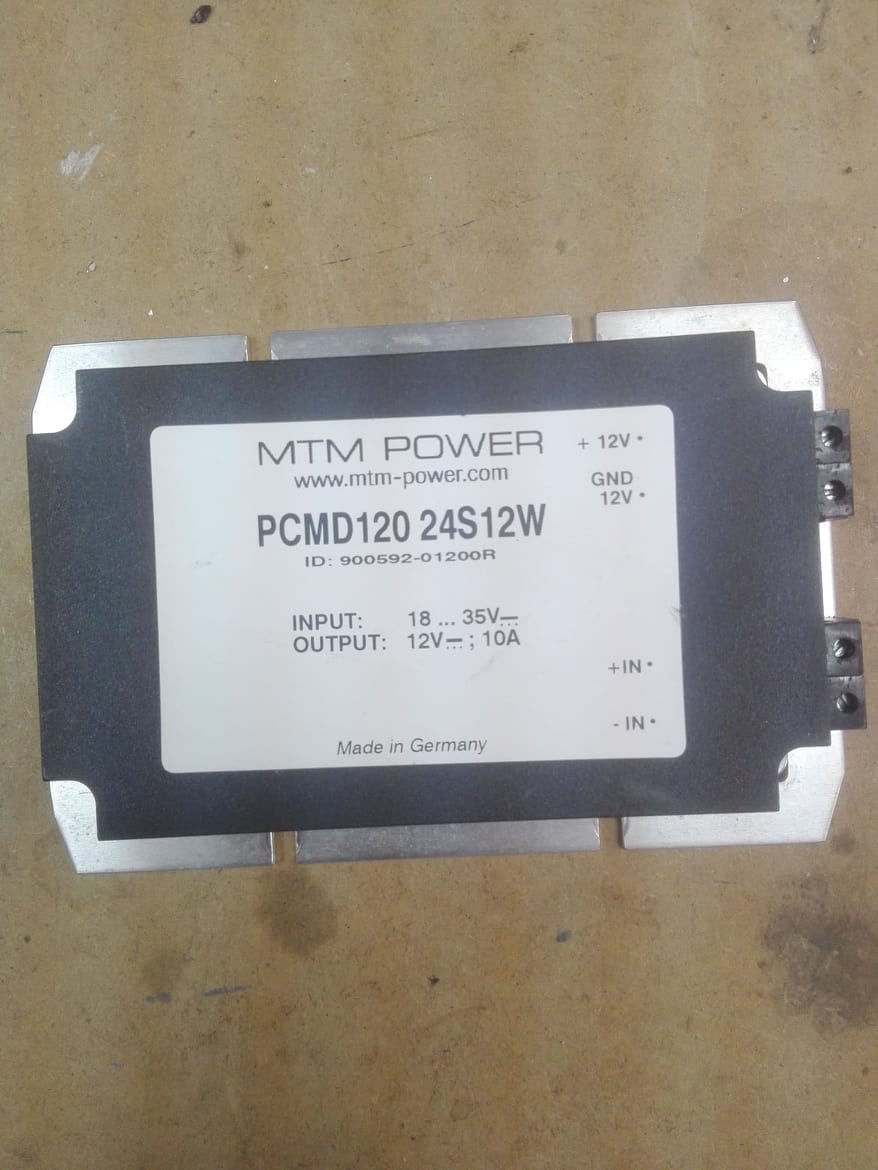 MTM POWER
www.mtm-power.com
PCMD120 24S12W
ID: 900592-01200R
INPUT: 18 ... 35V⎓
OUTPUT: 12V⎓ ; 10A
Made in Germany
+ 12V •
GND
12V •
+IN •
- IN •